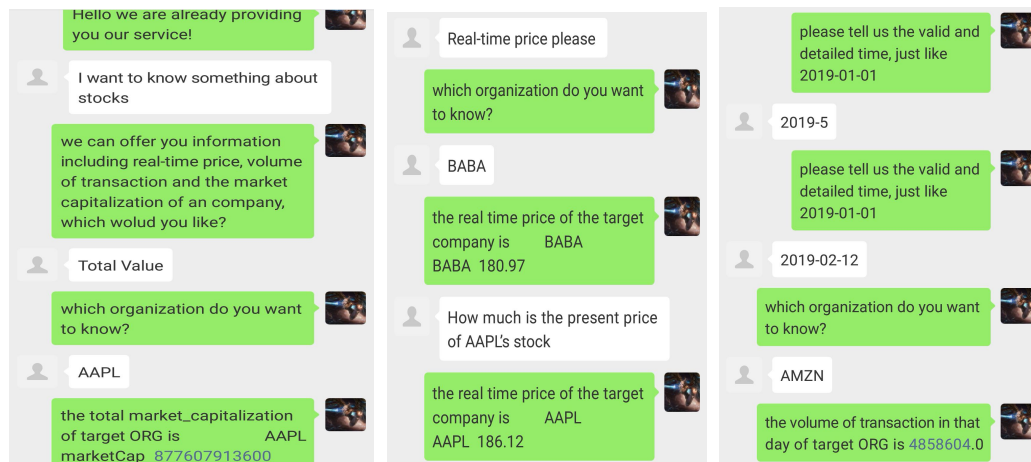 Hello we are already providing
you our service!
I want to know something about
stocks
we can offer you information
including real-time price, volume
of transaction and the market
capitalization of an company,
which wolud you like?
Total Value
which organization do you want
to know?
AAPL
the total market_capitalization
of target ORG is AAPL
marketCap 877607913600
Real-time price please
which organization do you want
to know?
BABA
the real time price of the target
company is BABA
BABA 180.97
How much is the present price
of AAPL's stock
the real time price of the target
company is AAPL
AAPL 186.12
please tell us the valid and
detailed time, just like
2019-01-01
2019-5
please tell us the valid and
detailed time, just like
2019-01-01
2019-02-12
which organization do you want
to know?
AMZN
the volume of transaction in that
day of target ORG is 4858604.0